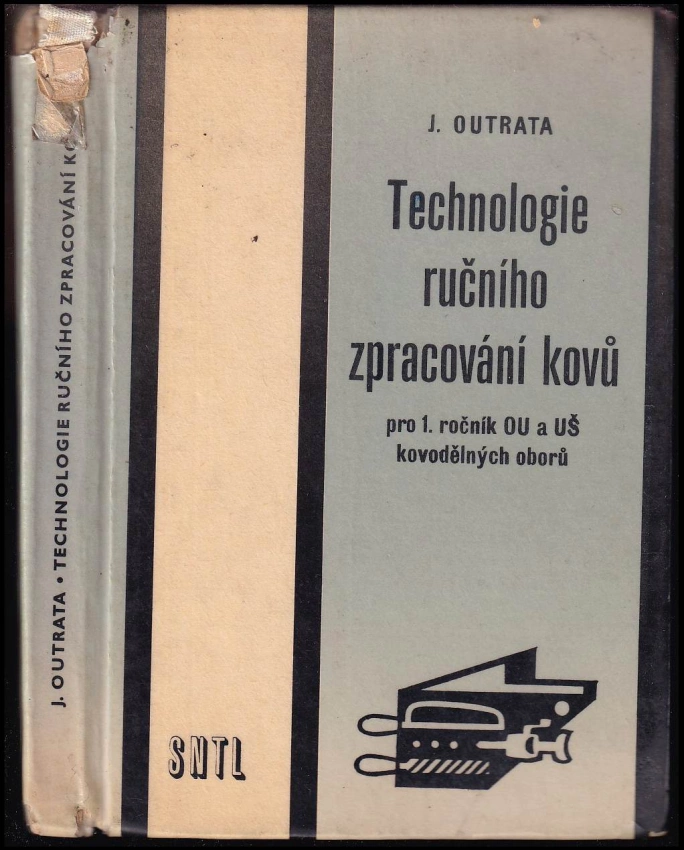 J. OUTRATA • TECHNOLOGIE RUČNÍHO ZPRACOVÁNÍ
J. OUTRATA
Technologie
ručního
zpracování kovů
pro 1. ročník OU a UŠ
kovodělných oborů
SNTL